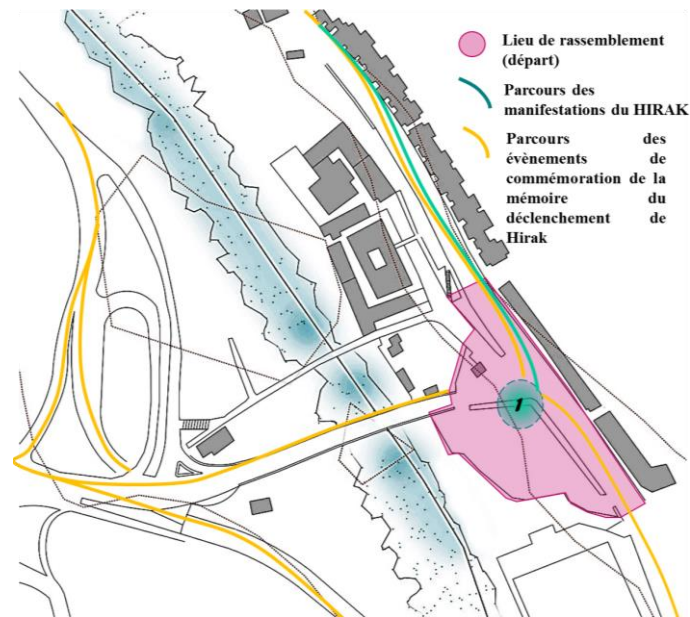 Lieu de rassemblement
(départ)
Parcours des
manifestations du HIRAK
Parcours des
évènements de
commémoration de la
mémoire du
déclenchement de
Hirak
1